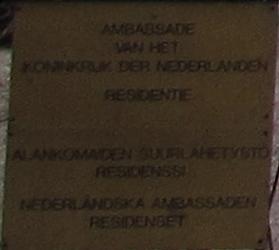 AMBASSADE
VAN HET
KONINKRIJK DER NEDERLANDEN
RESIDENTIE
ALANKOMAIDEN SUURLÄHETYSTÖ
RESIDENSSI
NEDERLÄNDSKA AMBASSADEN
RESIDENSET